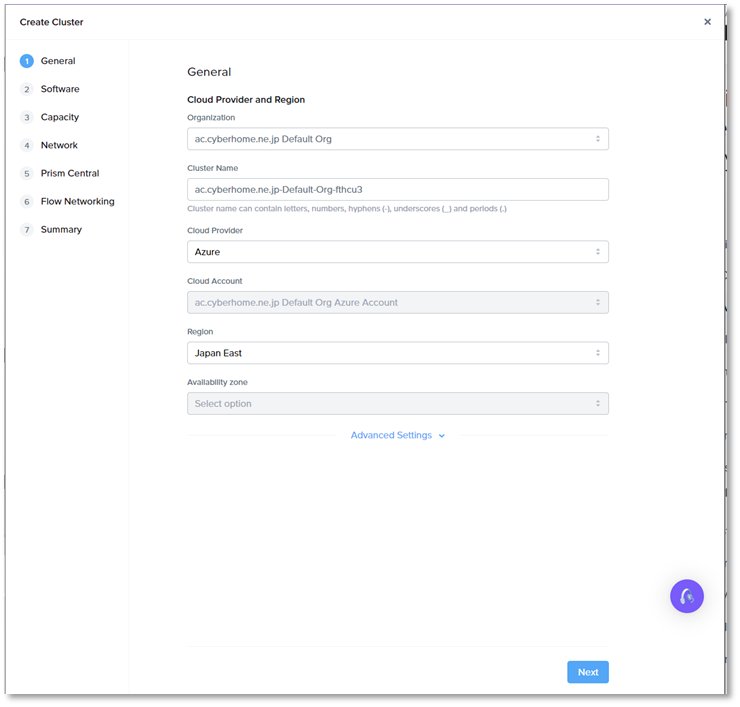 Create Cluster
×
1 General
2 Software
3 Capacity
4 Network
5 Prism Central
6 Flow Networking
7 Summary
General
Cloud Provider and Region
Organization
ac.cyberhome.ne.jp Default Org
Cluster Name
ac.cyberhome.ne.jp-Default-Org-fthcu3
Cluster name can contain letters, numbers, hyphens (-), underscores (_) and periods (.)
Cloud Provider
Azure
Cloud Account
ac.cyberhome.ne.jp Default Org Azure Account
Region
Japan East
Availability zone
Select option
Advanced Settings
Next